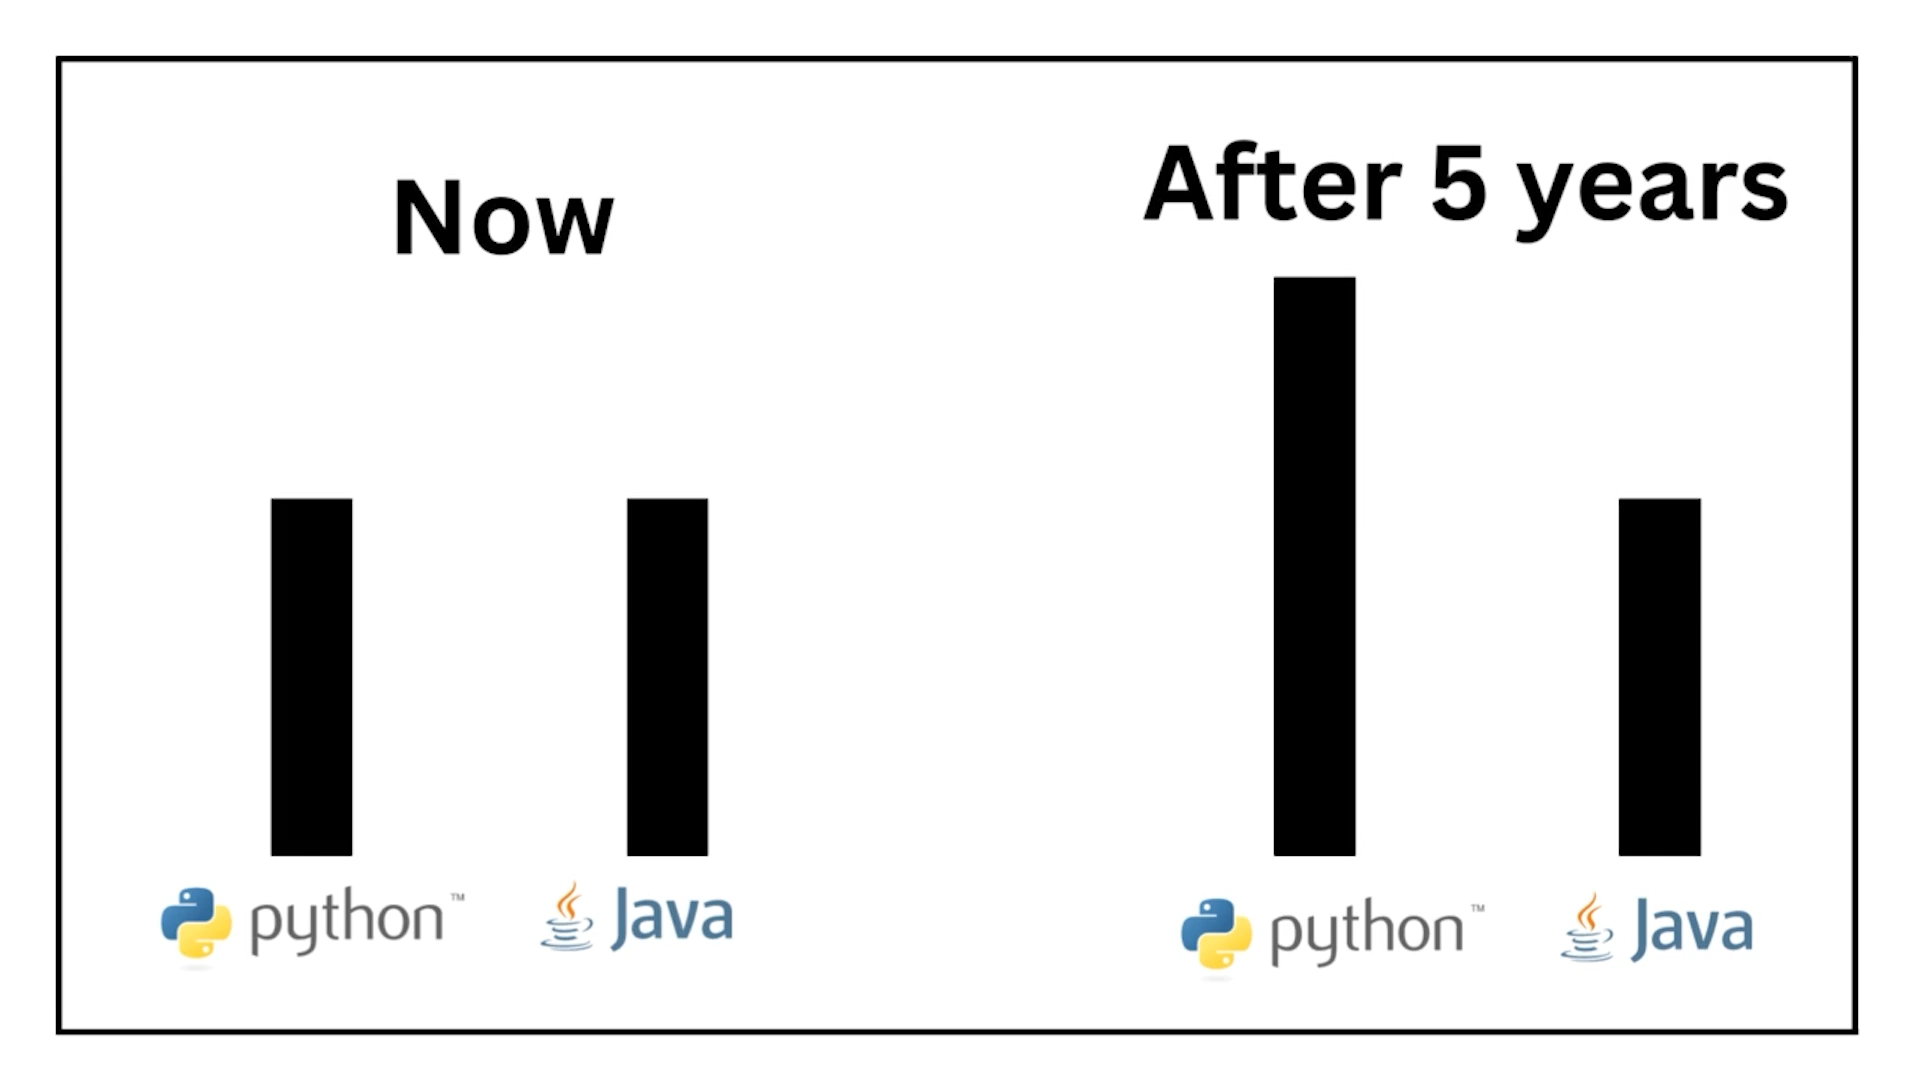 Now
After 5 years
python™
Java
python™
Java